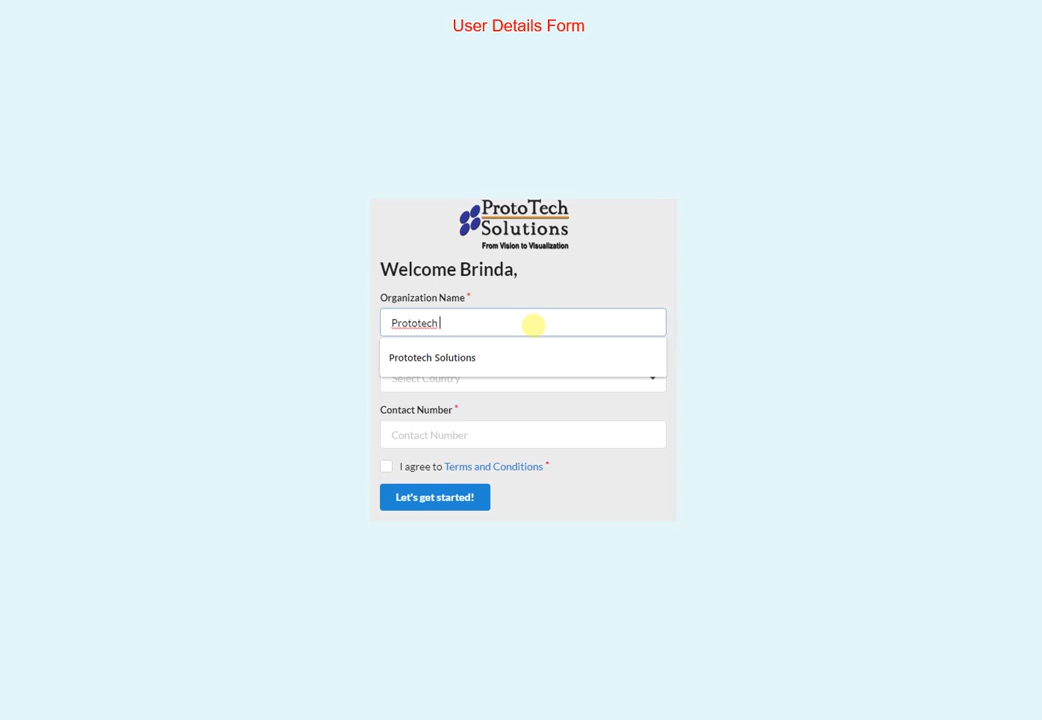 User Details Form
ProtoTech
Solutions
From Vision to Visualization
Welcome Brinda,
Organization Name *
Prototech
Prototech Solutions
Select Country
Contact Number *
Contact Number
I agree to Terms and Conditions *
Let's get started!